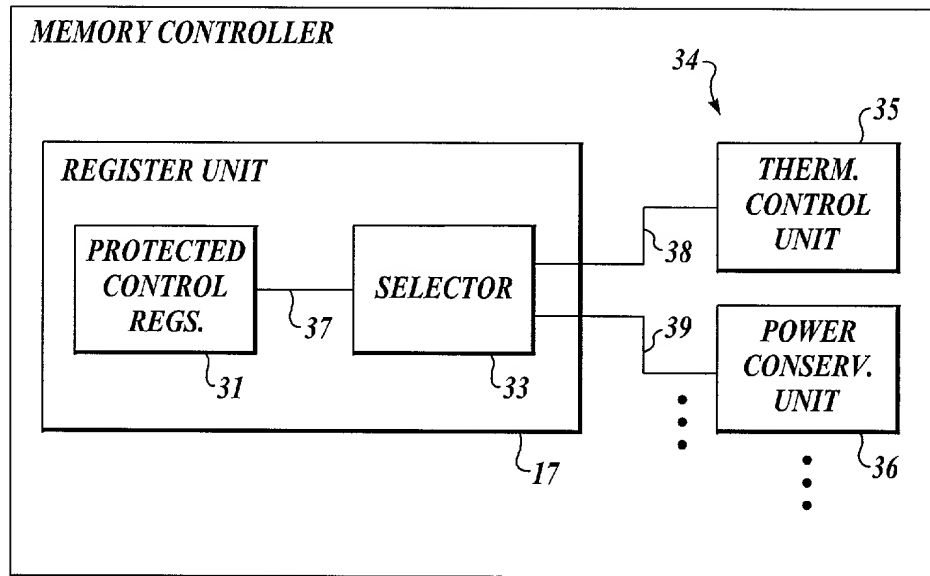 MEMORY CONTROLLER
34
35
REGISTER UNIT
PROTECTED
CONTROL
REGS.
SELECTOR
THERM.
CONTROL
UNIT
38
37
39
31
33
POWER
CONSERV.
UNIT
17
36